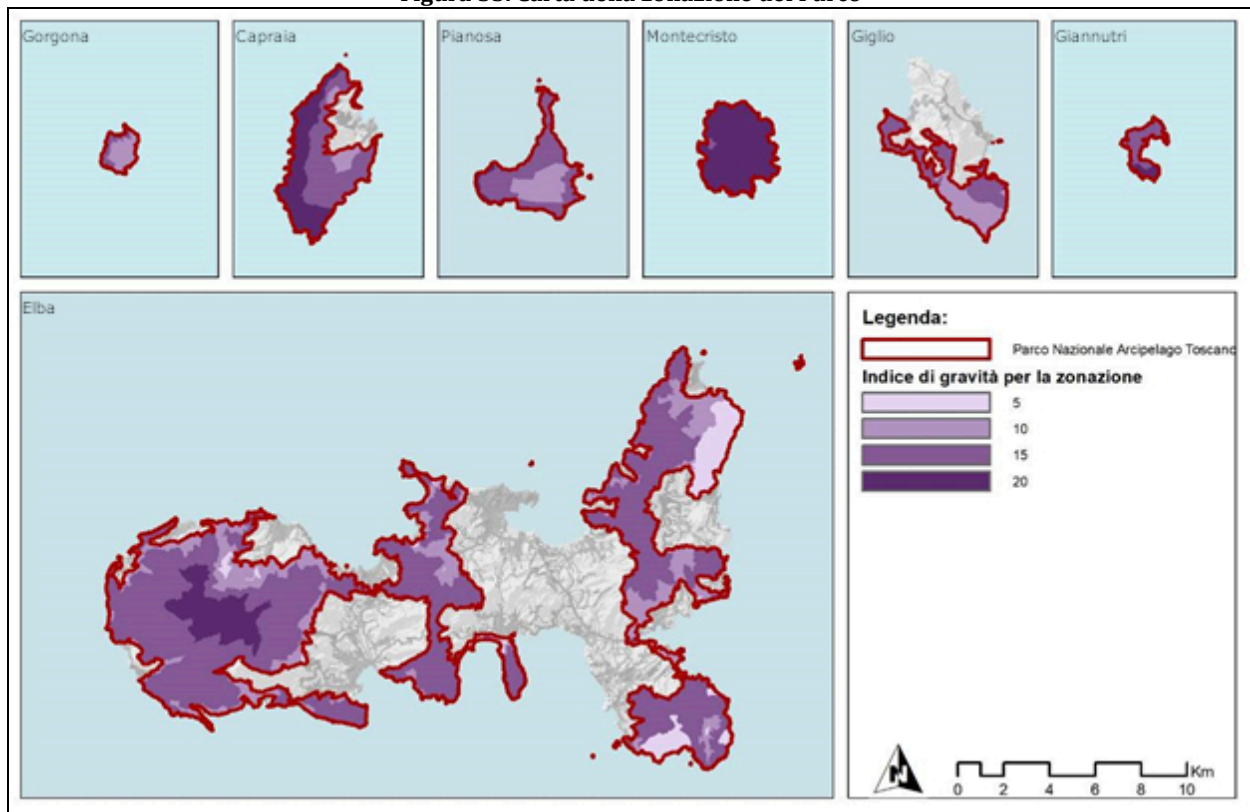 Gorgona
Capraia
Pianosa
Montecristo
Giglio
Giannutri
Elba
Legenda:
Parco Nazionale Arcipelago Toscano
Indice di gravità per la zonazione
5
10
15
20
N
Km
0 2 4 6 8 10